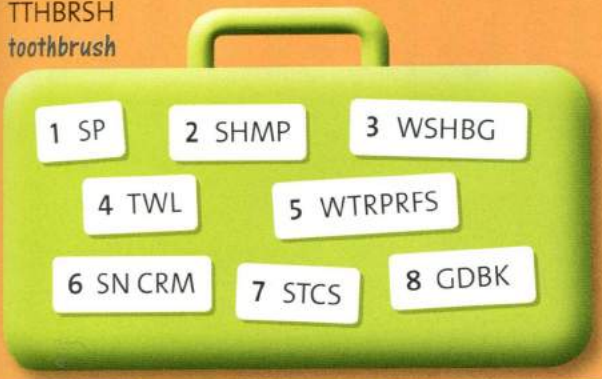 TTHBRSH
toothbrush
1 SP
2 SHMP
3 WSHBG
4 TWL
5 WTRPRFS
6 SN CRM
7 STCS
8 GDBK